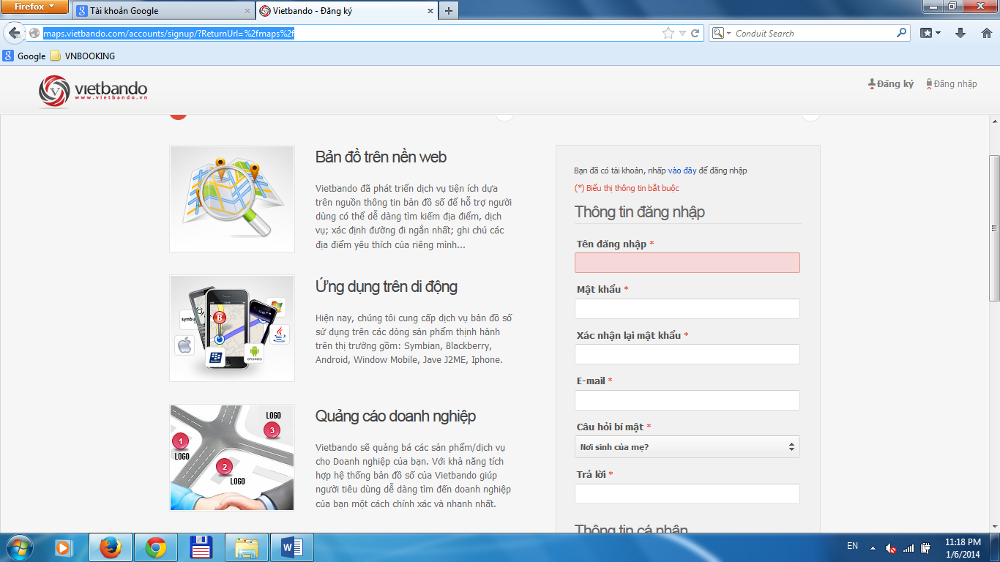 Firefox
Tài khoản Google
Vietbando - Đăng ký
maps.vietbando.com/accounts/signup/?ReturnUrl=%2fmaps%2f
Conduit Search
Google
VNBOOKING
vietbando
www.vietbando.vn
Đăng ký
Đăng nhập
Bản đồ trên nền web
Vietbando đã phát triển dịch vụ tiện ích dựa
trên nguồn thông tin bản đồ số để hỗ trợ người
dùng có thể dễ dàng tìm kiếm địa điểm, dịch
vụ; xác định đường đi ngắn nhất; ghi chú các
địa điểm yêu thích của riêng mình...
Ứng dụng trên di động
Hiện nay, chúng tôi cung cấp dịch vụ bản đồ số
sử dụng trên các dòng sản phẩm thịnh hành
trên thị trường gồm: Symbian, Blackberry,
Android, Window Mobile, Jave J2ME, Iphone.
LOGO
3
1
LOGO
2
LOGO
Quảng cáo doanh nghiệp
Vietbando sẽ quảng bá các sản phẩm/dịch vụ
cho Doanh nghiệp của bạn. Với khả năng tích
hợp hệ thống bản đồ số của Vietbando giúp
người tiêu dùng dễ dàng tìm đến doanh nghiệp
của bạn một cách chính xác và nhanh nhất.
Bạn đã có tài khoản, nhấp vào đây để đăng nhập
(*) Biểu thị thông tin bắt buộc
Thông tin đăng nhập
Tên đăng nhập *
Mật khẩu *
Xác nhận lại mật khẩu *
E-mail *
Câu hỏi bí mật *
Nơi sinh của mẹ?
Trả lời *
Thông tin cá nhân
EN
11:18 PM
1/6/2014